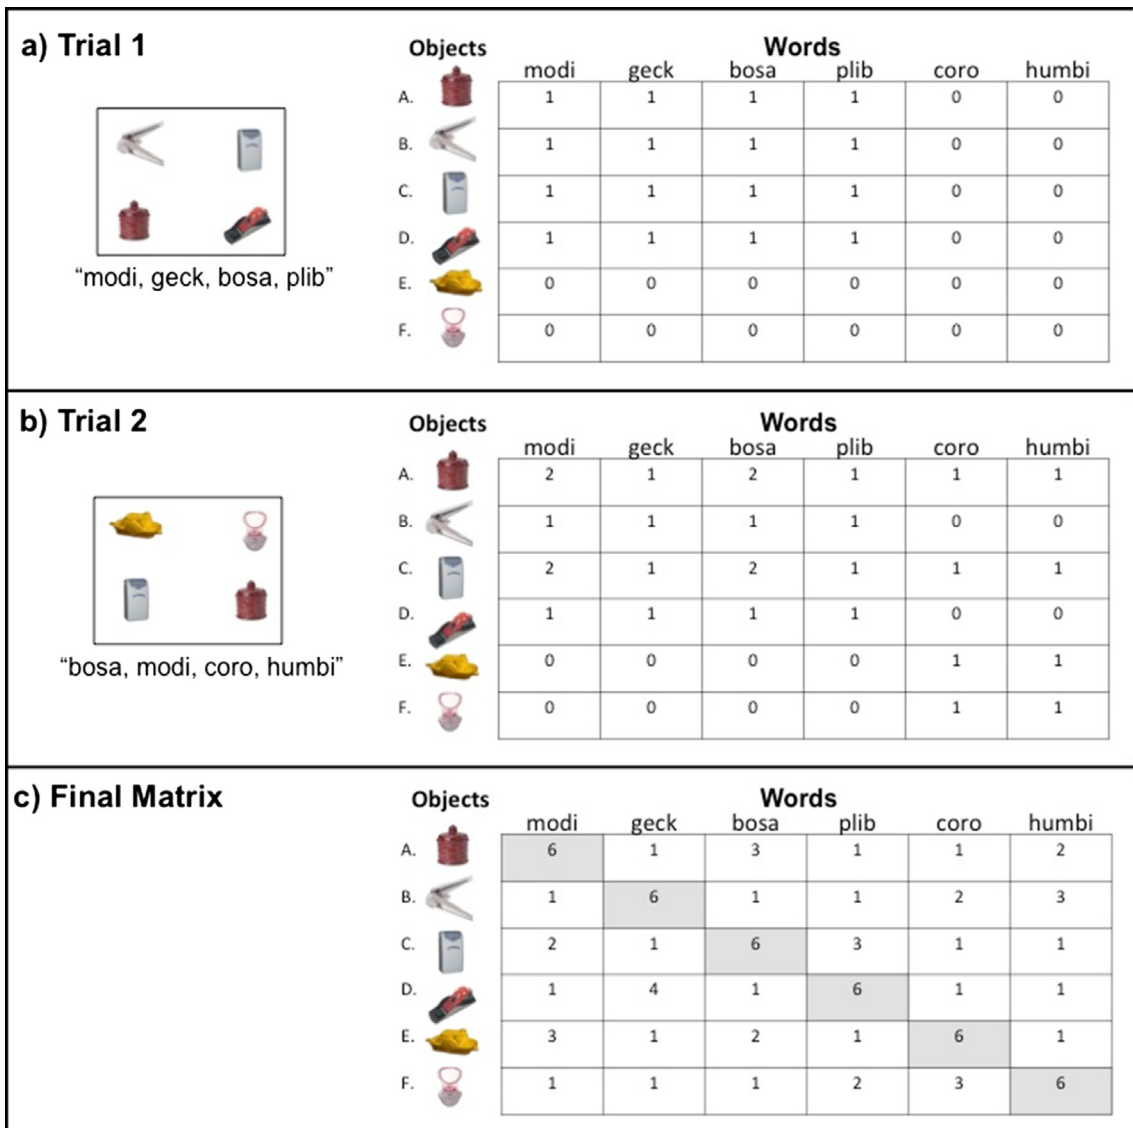 a) Trial 1
Objects Words
modi geck bosa plib coro humbi
A. 1 1 1 1 0 0
B. 1 1 1 1 0 0
C. 1 1 1 1 0 0
D. 1 1 1 1 0 0
E. 0 0 0 0 0 0
F. 0 0 0 0 0 0
“modi, geck, bosa, plib”
b) Trial 2
Objects Words
modi geck bosa plib coro humbi
A. 2 1 2 1 1 1
B. 1 1 1 1 0 0
C. 2 1 2 1 1 1
D. 1 1 1 1 0 0
E. 0 0 0 0 1 1
F. 0 0 0 0 1 1
“bosa, modi, coro, humbi”
c) Final Matrix
Objects Words
modi geck bosa plib coro humbi
A. 6 1 3 1 1 2
B. 1 6 1 1 2 3
C. 2 1 6 3 1 1
D. 1 4 1 6 1 1
E. 3 1 2 1 6 1
F. 1 1 1 2 3 6